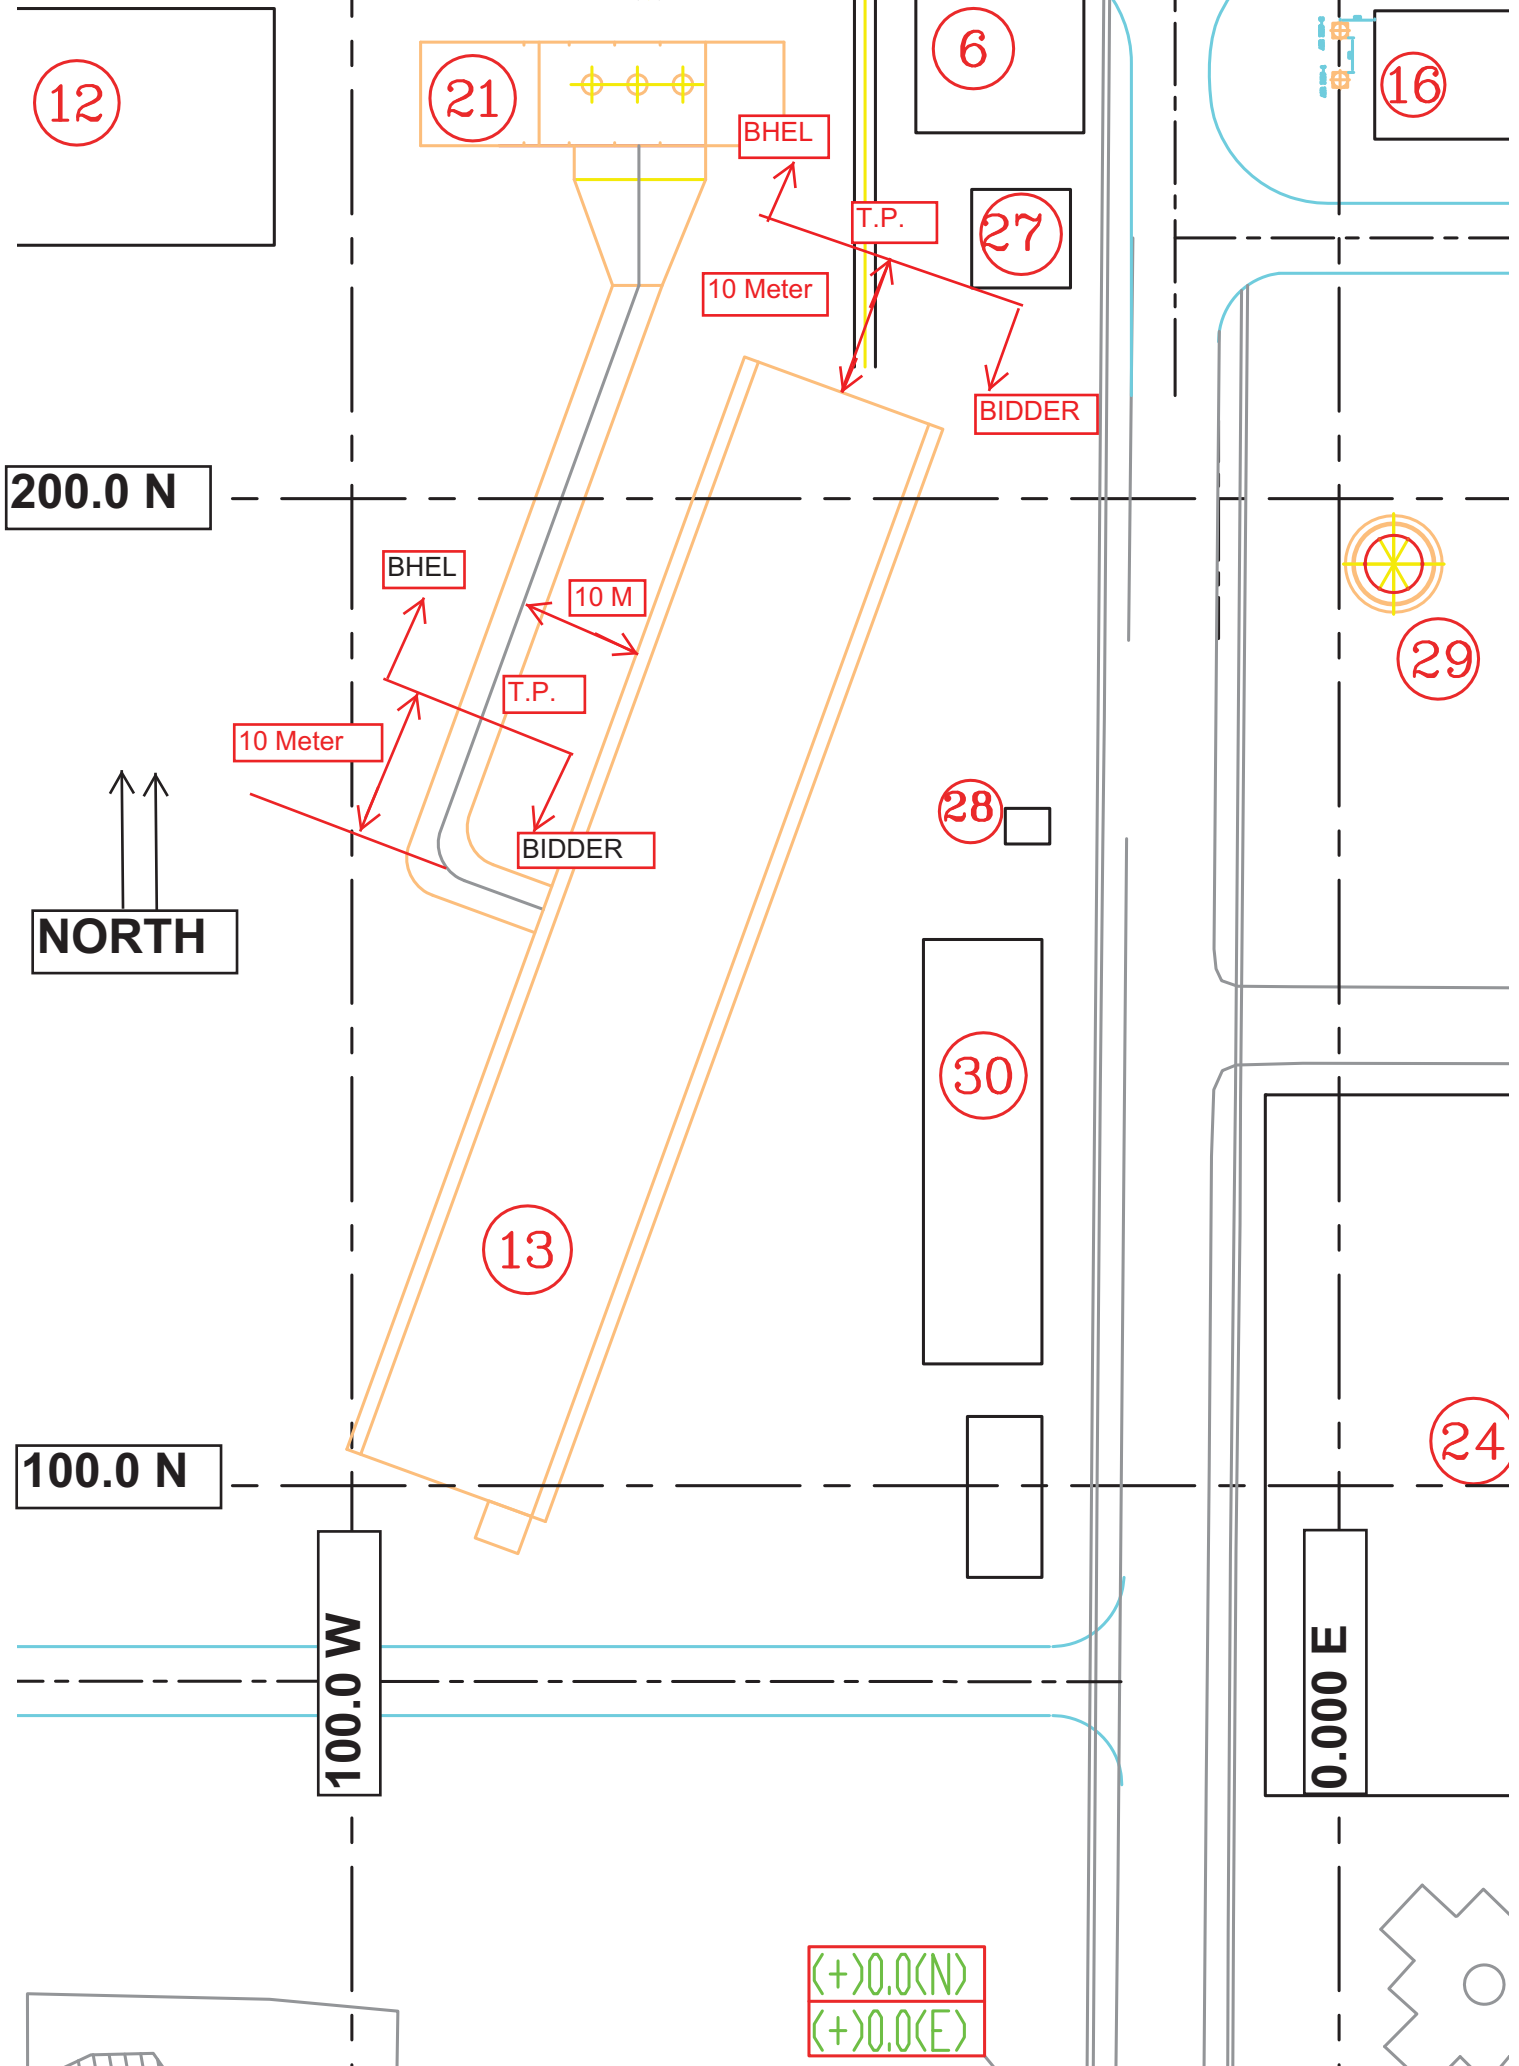 12
21
6
16
BHEL
T.P.
27
10 Meter
BIDDER
200.0 N
BHEL
10 M
29
T.P.
10 Meter
28
BIDDER
NORTH
30
13
24
100.0 N
100.0 W
0.000 E
(+)0.0(N)
(+)0.0(E)